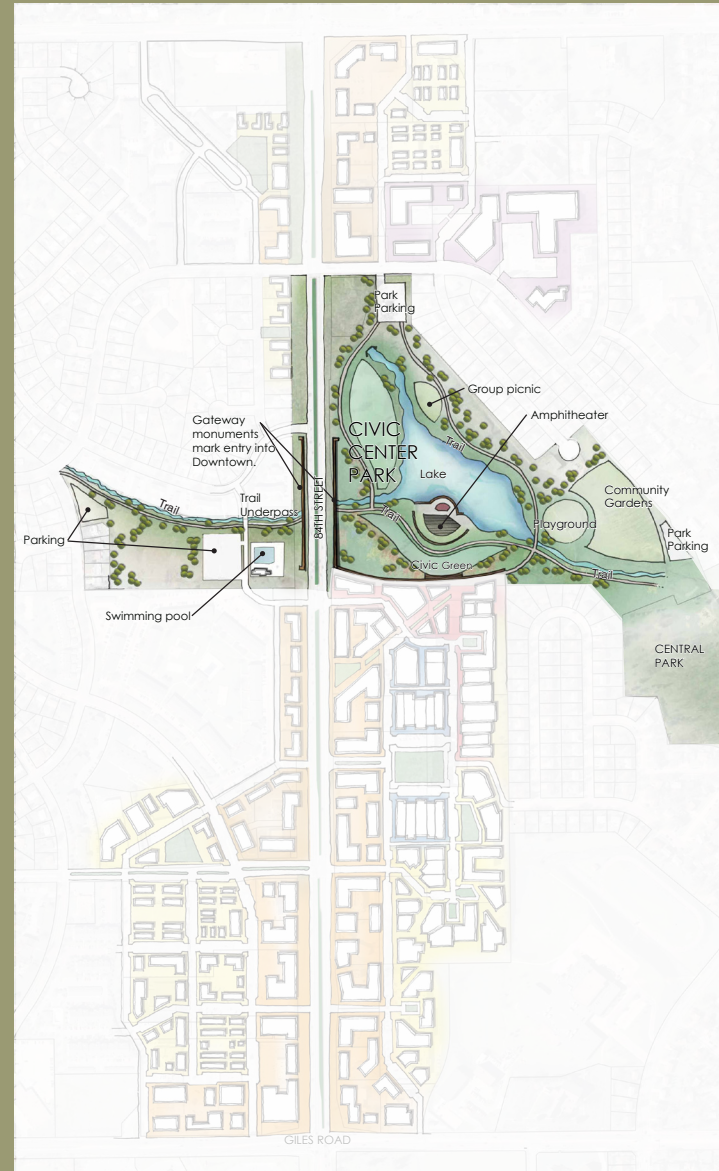 Park
Parking
Group picnic
Amphitheater
Gateway
monuments
mark entry into
Downtown.
CIVIC
CENTER
PARK
Trail
Lake
Trail
Trail
Underpass
84TH STREET
Trail
Community
Gardens
Playground
Park
Parking
Parking
Civic Green
Trail
Swimming pool
CENTRAL
PARK
GILES ROAD